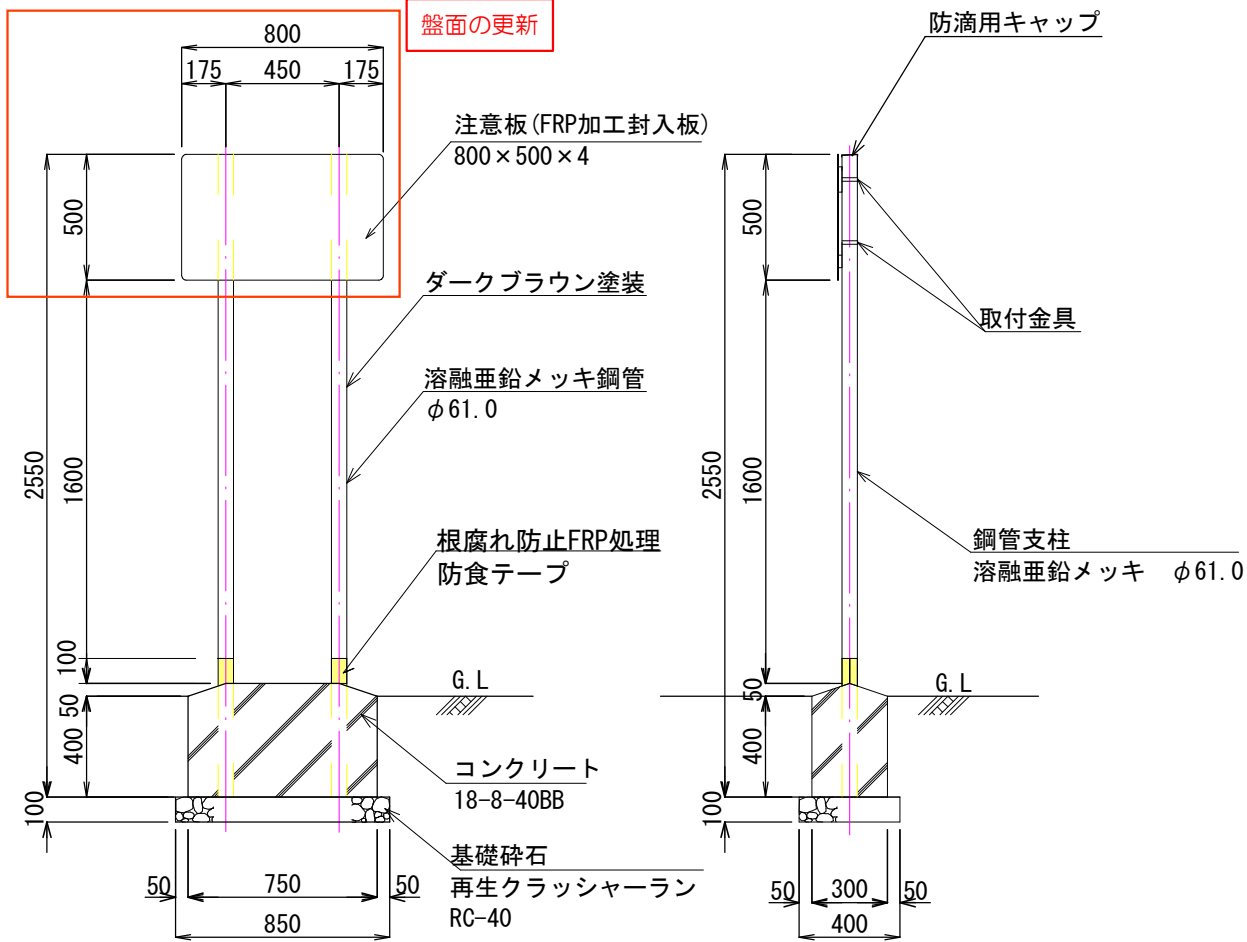 盤面の更新
800
175
450
175
注意板(FRP加工封入板)
800×500×4
500
ダークブラウン塗装
溶融亜鉛メッキ鋼管
φ61.0
2550
1600
根腐れ防止FRP処理
防食テープ
100
G.L
50
400
コンクリート
18-8-40BB
100
基礎砕石
再生クラッシャーラン
RC-40
50
750
50
850
防滴用キャップ
500
取付金具
2550
1600
鋼管支柱
溶融亜鉛メッキ φ61.0
G.L
50
400
100
50
300
50
400